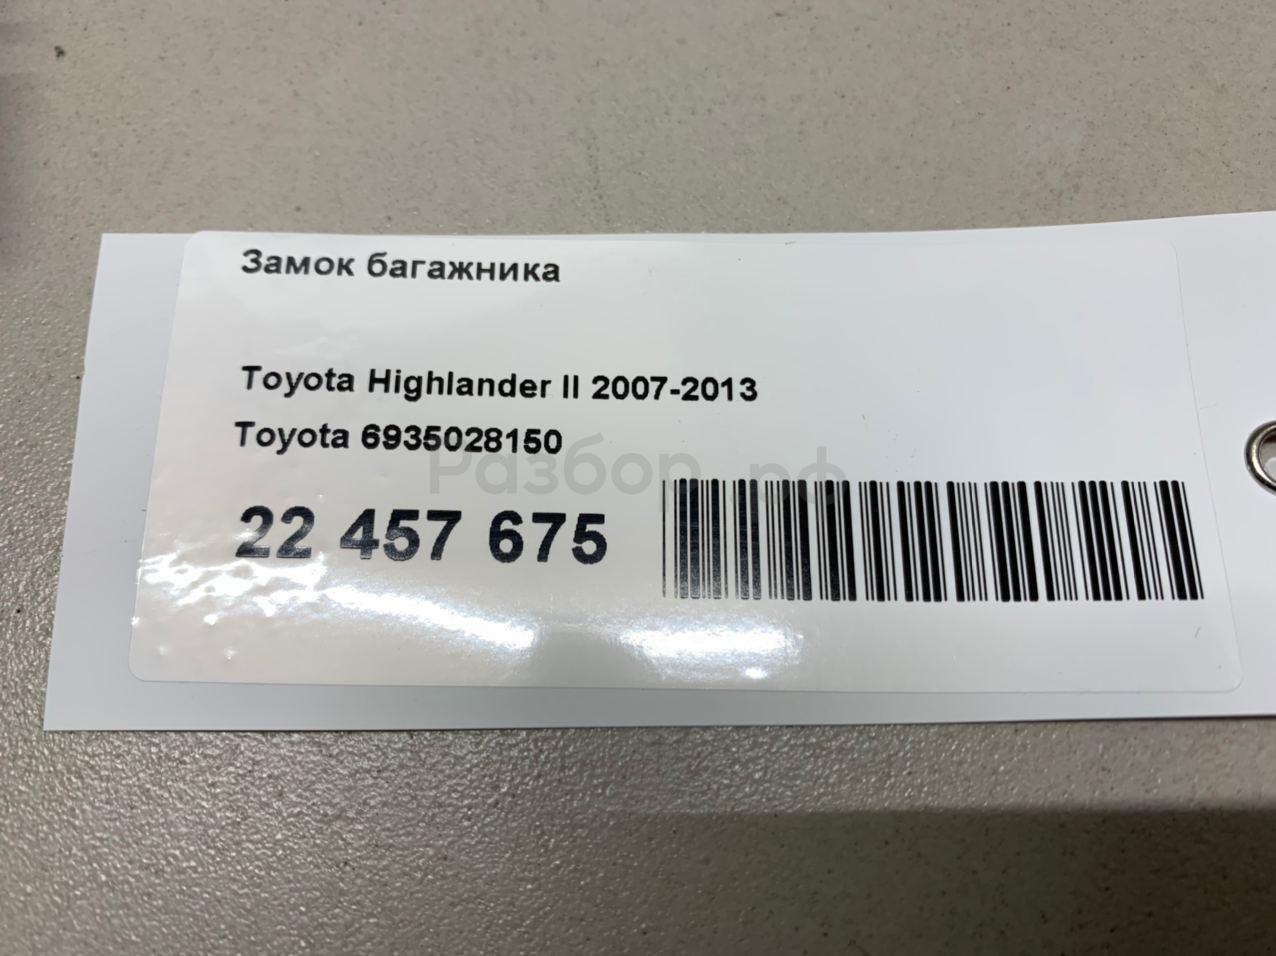 Замок багажника
Toyota Highlander II 2007-2013
Toyota 6935028150
Разбор.рф
22 457 675